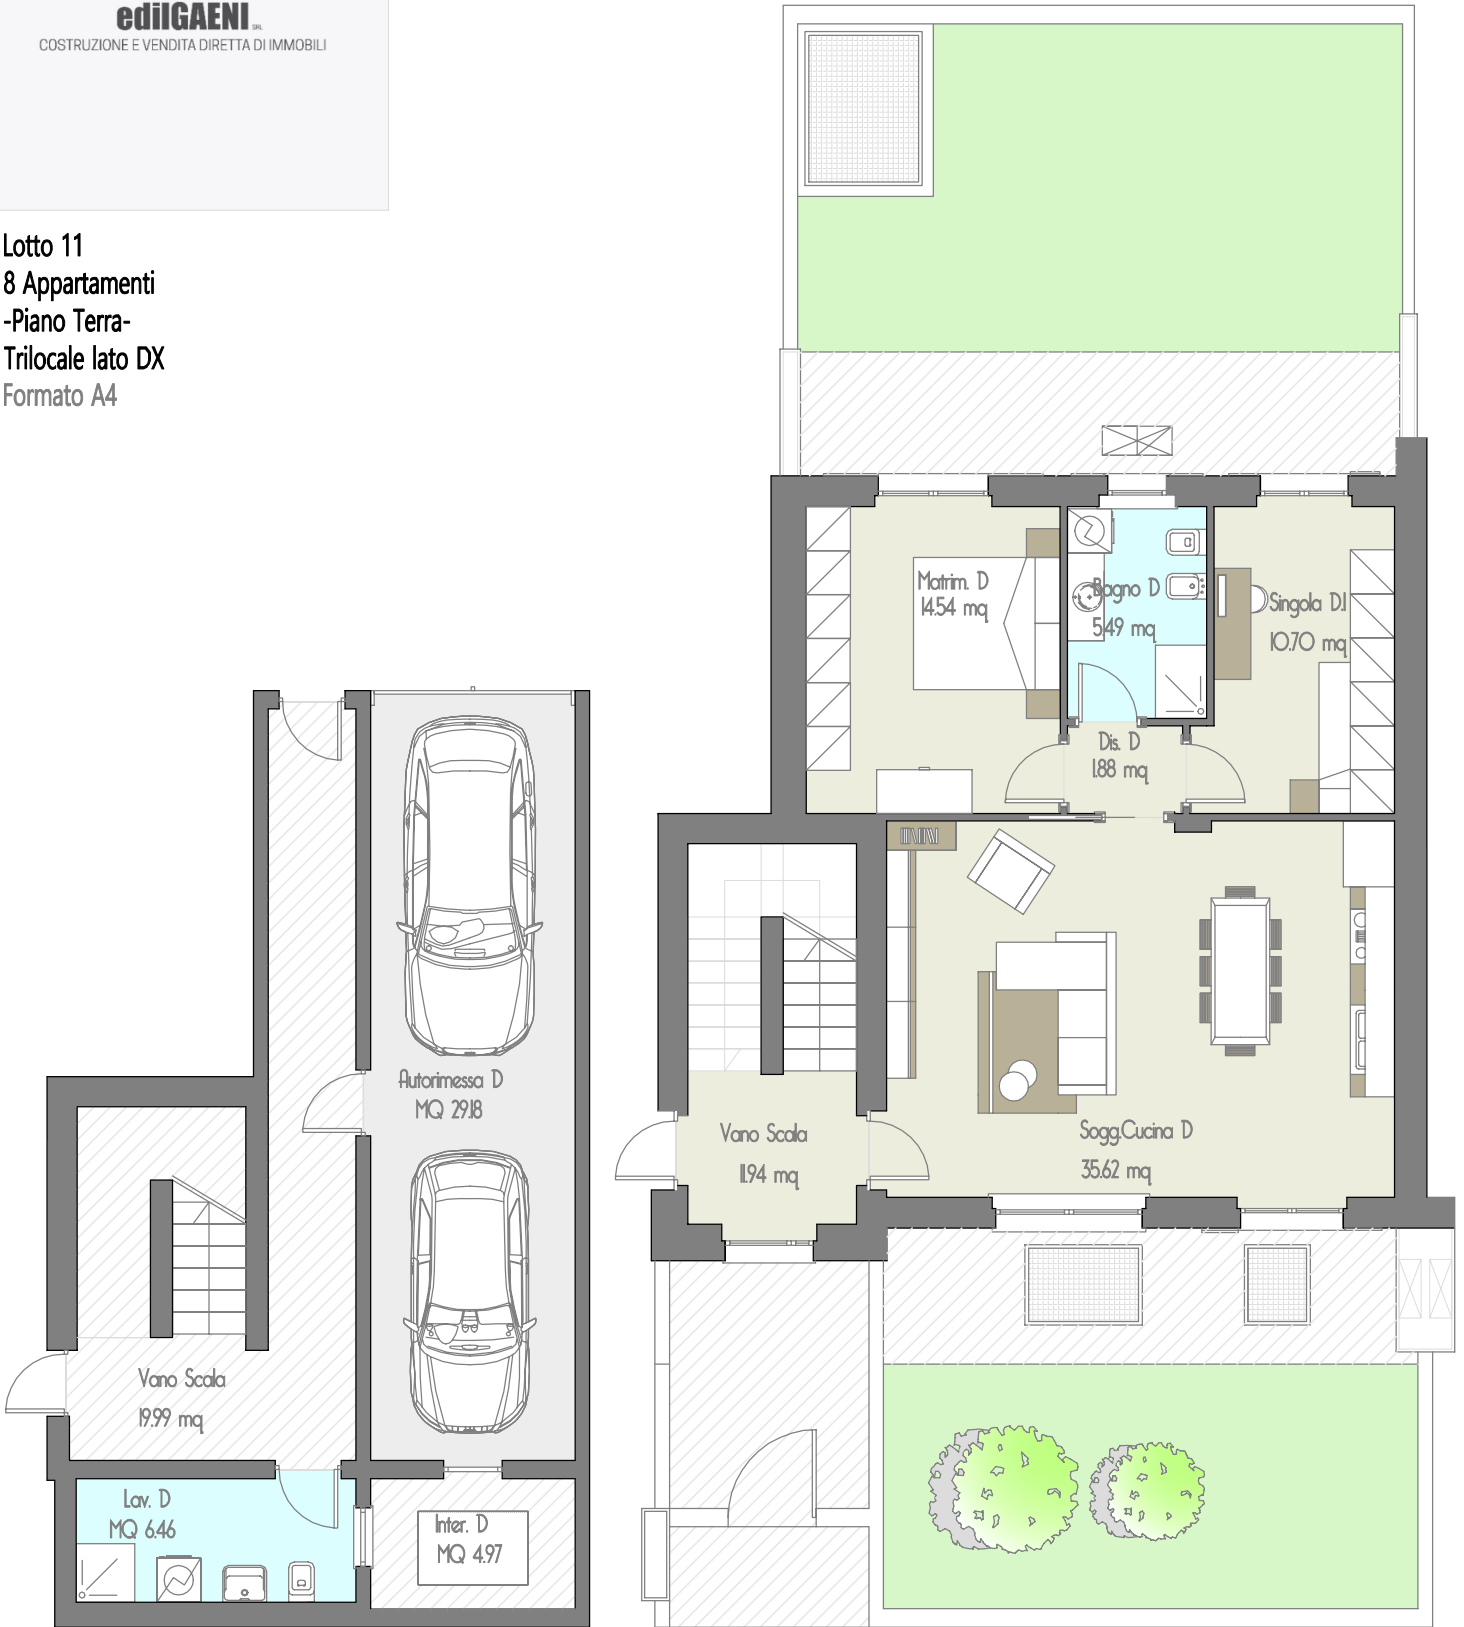 edilGAENI SRL
COSTRUZIONE E VENDITA DIRETTA DI IMMOBILI
Lotto 11
8 Appartamenti
-Piano Terra-
Trilocale lato DX
Formato A4
Matrim. D
14.54 mq
Bagno D
5.49 mq
Singola D.1
10.70 mq
Dis. D
1.88 mq
Autorimessa D
MQ 29.18
Vano Scala
11.94 mq
Sogg.Cucina D
35.62 mq
Vano Scala
19.99 mq
Lav. D
MQ 6.46
Inter. D
MQ 4.97